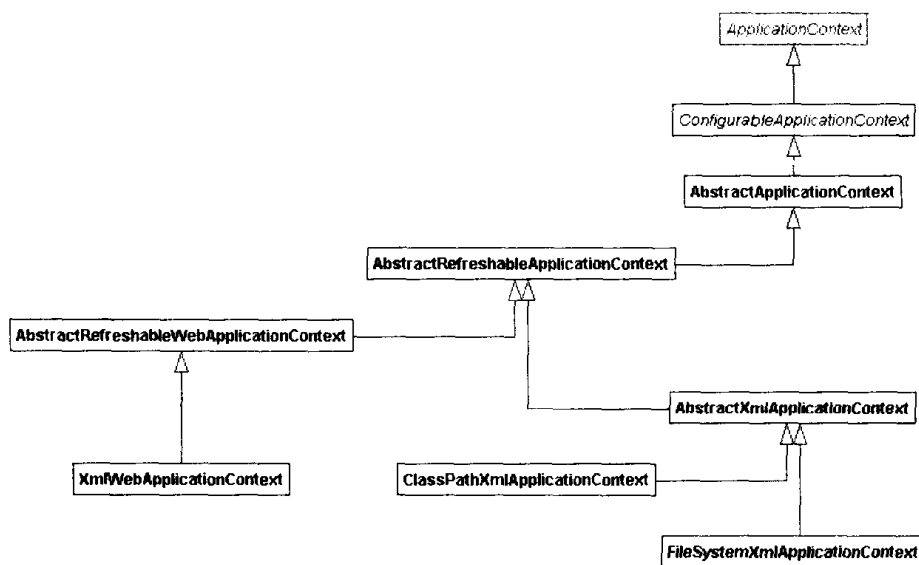 ApplicationContext
ConfigurableApplicationContext
AbstractApplicationContext
AbstractRefreshableApplicationContext
AbstractRefreshableWebApplicationContext
AbstractXmlApplicationContext
XmlWebApplicationContext
ClassPathXmlApplicationContext
FileSystemXmlApplicationContext